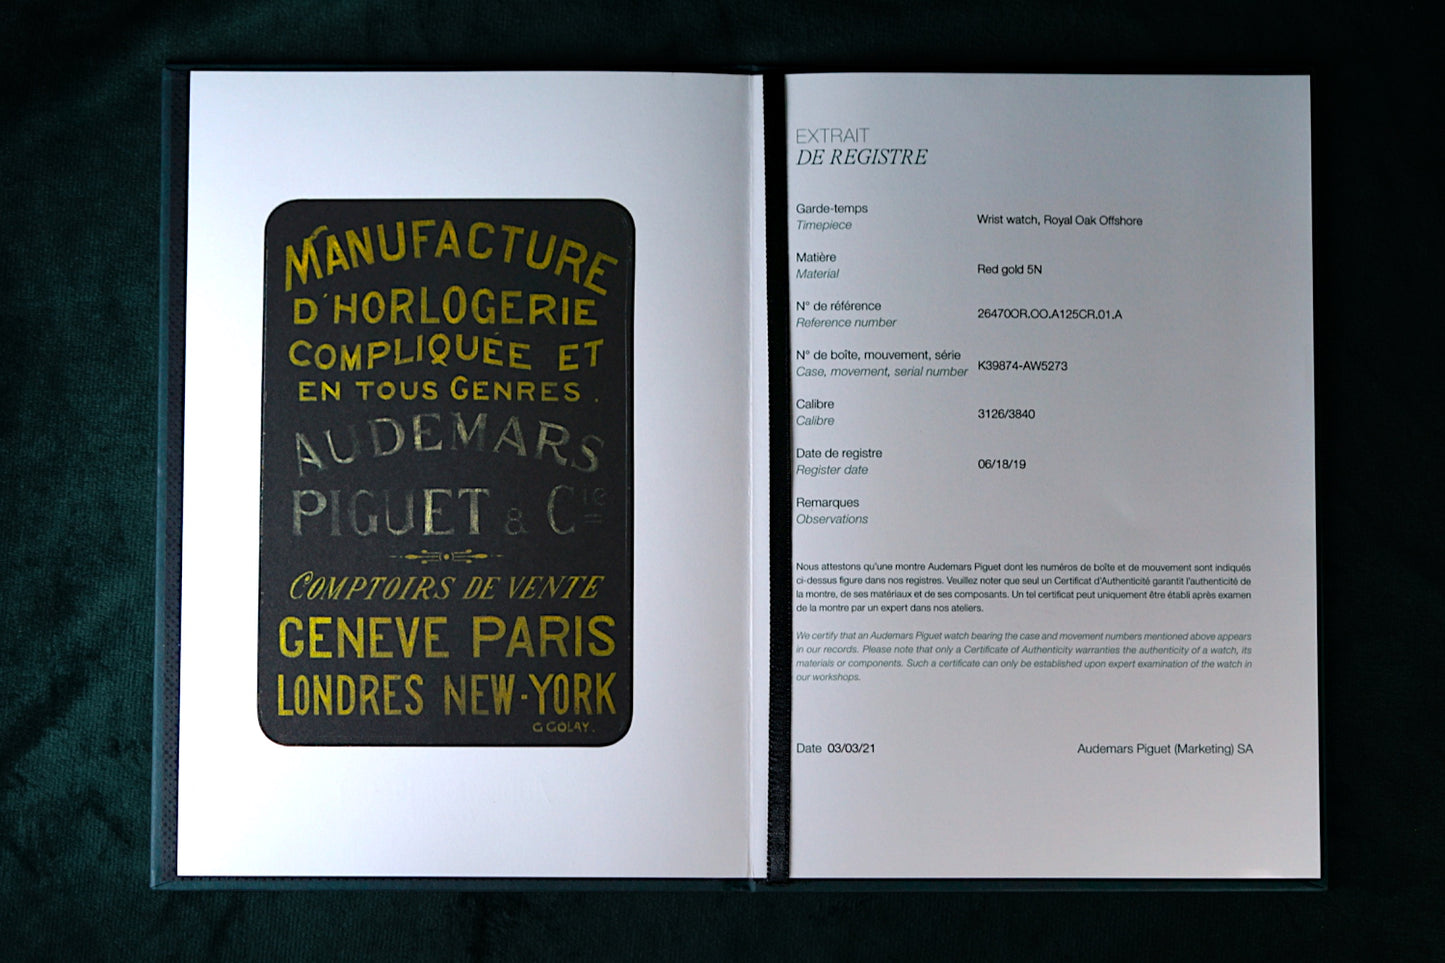 MANUFACTURE
D'HORLOGERIE
COMPLIQUÉE ET
EN TOUS GENRES.
AUDEMARS
PIGUET & Cie
COMPTOIRS DE VENTE
GENEVE PARIS
LONDRES NEW-YORK
G GOLAY.
EXTRAIT
DE REGISTRE
Garde-temps
Timepiece
Wrist watch, Royal Oak Offshore
Matière
Material
Red gold 5N
N° de référence
Reference number
26470OR.OO.A125CR.01.A
N° de boîte, mouvement, série
Case, movement, serial number
K39874-AW5273
Calibre
Calibre
3126/3840
Date de registre
Register date
06/18/19
Remarques
Observations
Nous attestons qu'une montre Audemars Piguet dont les numéros de boîte et de mouvement sont indiqués
ci-dessus figure dans nos registres. Veuillez noter que seul un Certificat d'Authenticité garantit l'authenticité de
la montre, de ses matériaux et de ses composants. Un tel certificat peut uniquement être établi après examen
de la montre par un expert dans nos ateliers.
We certify that an Audemars Piguet watch bearing the case and movement numbers mentioned above appears
in our records. Please note that only a Certificate of Authenticity warranties the authenticity of a watch, its
materials or components. Such a certificate can only be established upon expert examination of the watch in
our workshops.
Date 03/03/21
Audemars Piguet (Marketing) SA